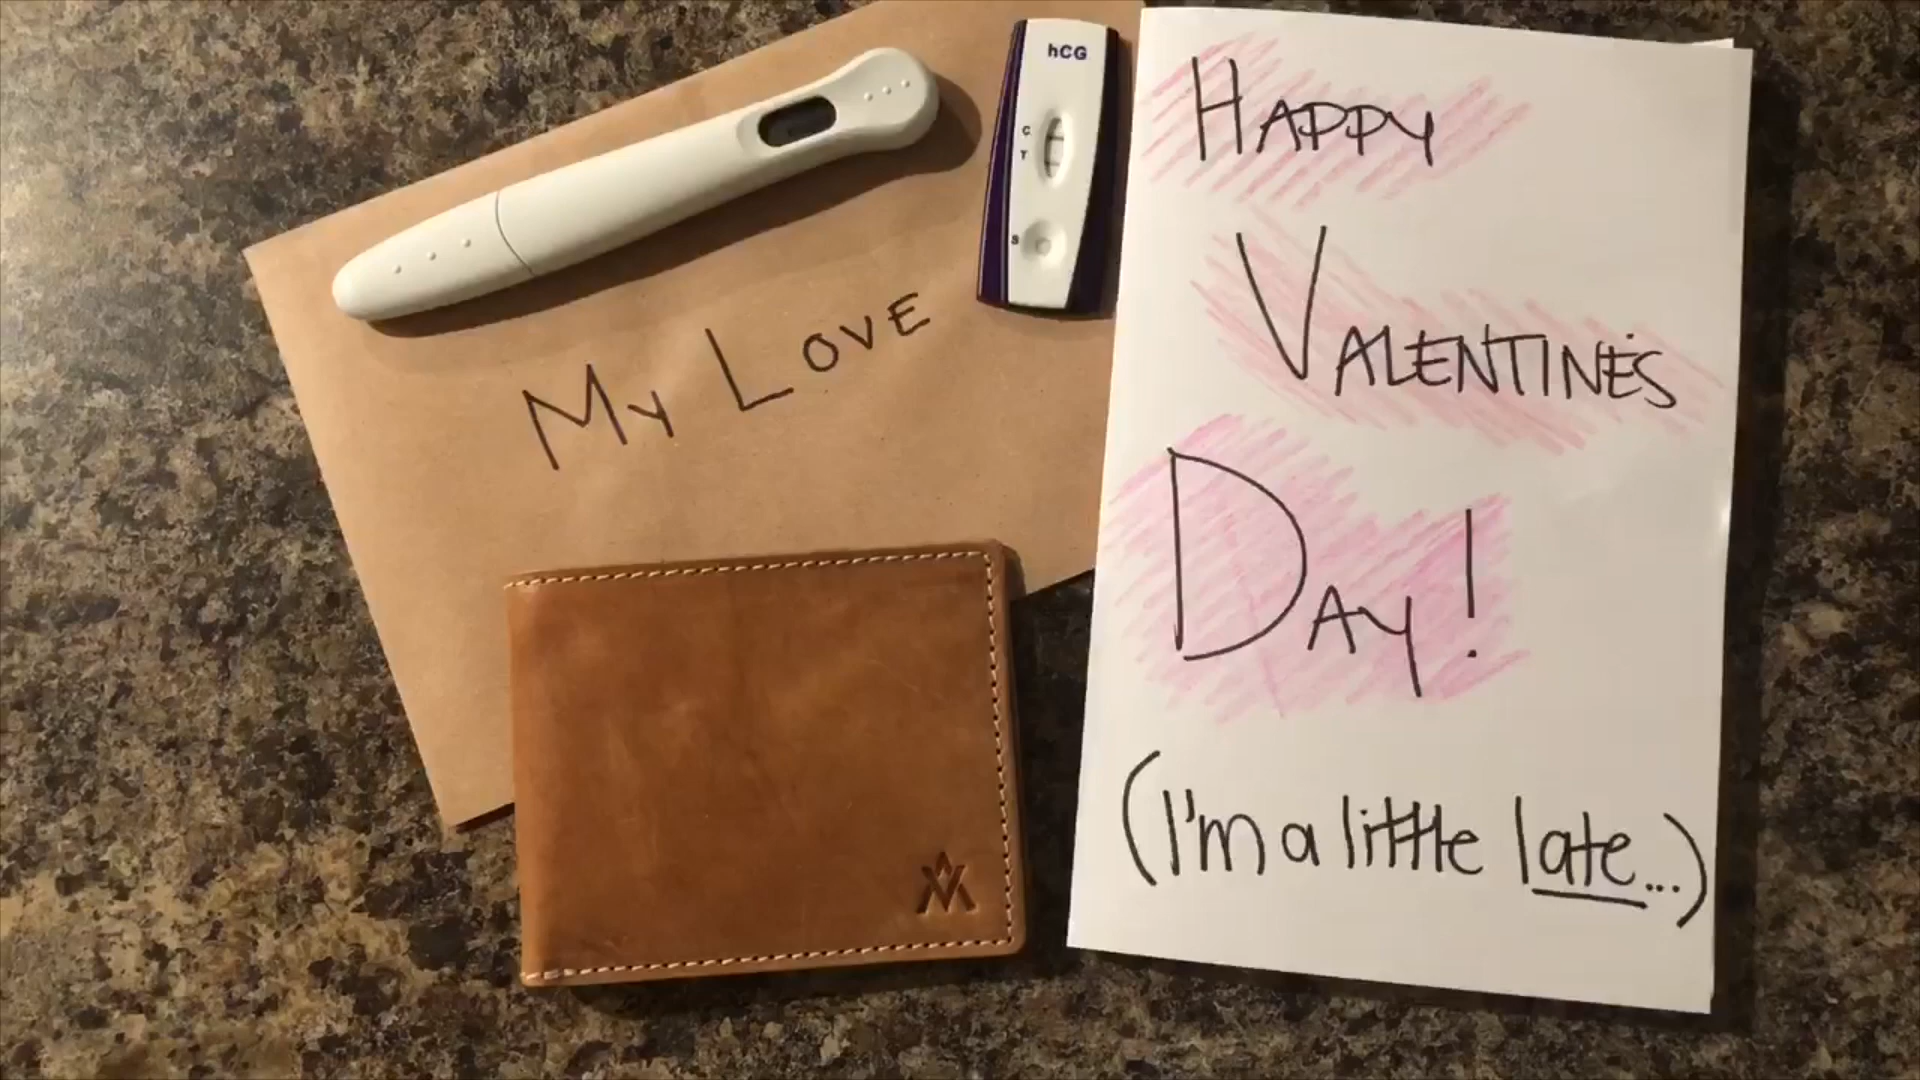 hCG
C
T
S
My Love
Happy
Valentine's
Day!
(I'm a little late...)